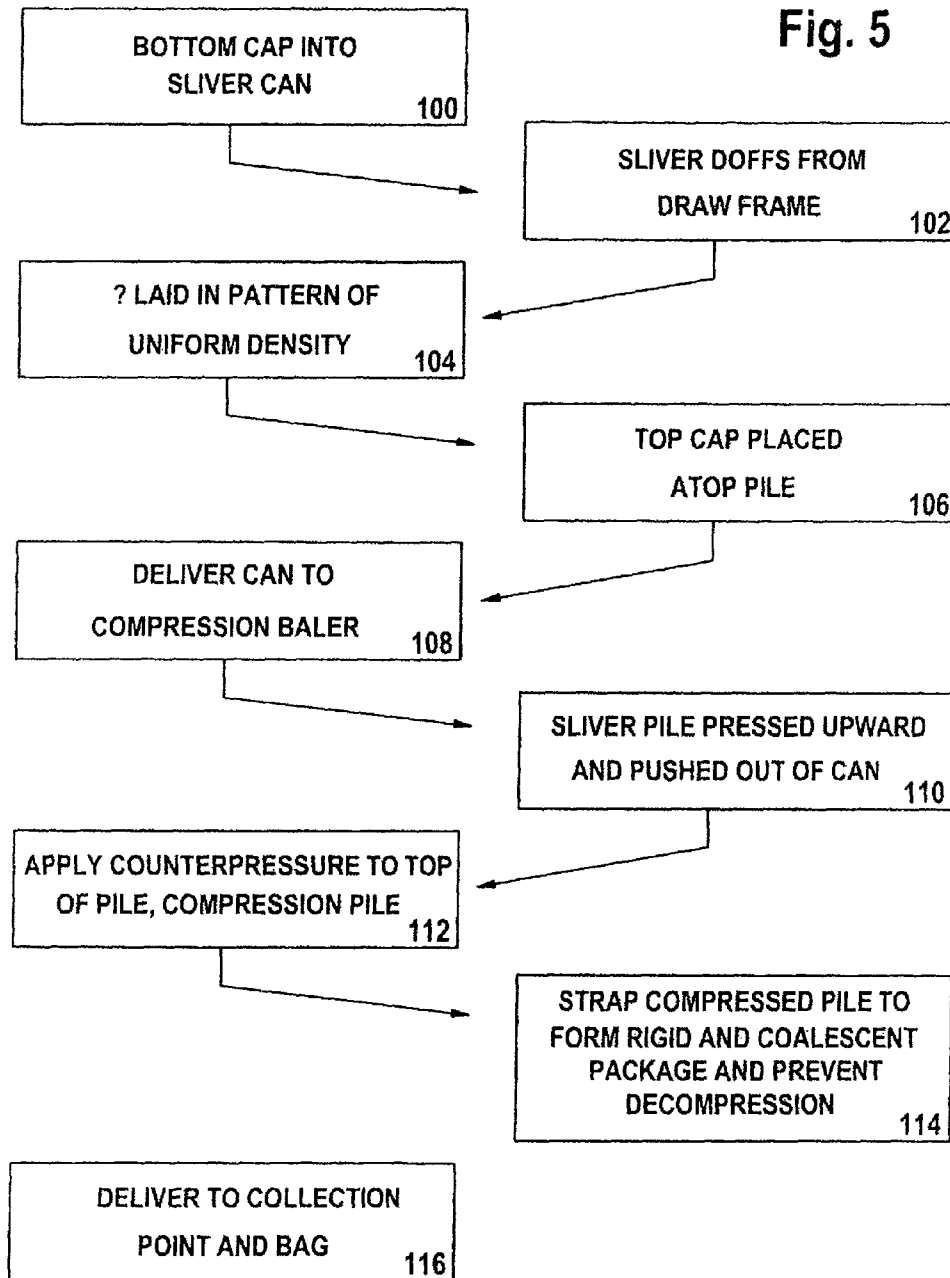 Fig. 5
BOTTOM CAP INTO
SLIVER CAN
100
SLIVER DOFFS FROM
DRAW FRAME
102
? LAID IN PATTERN OF
UNIFORM DENSITY
104
TOP CAP PLACED
ATOP PILE
106
DELIVER CAN TO
COMPRESSION BALER
108
SLIVER PILE PRESSED UPWARD
AND PUSHED OUT OF CAN
110
APPLY COUNTERPRESSURE TO TOP
OF PILE, COMPRESSION PILE
112
STRAP COMPRESSED PILE TO
FORM RIGID AND COALESCENT
PACKAGE AND PREVENT
DECOMPRESSION
114
DELIVER TO COLLECTION
POINT AND BAG
116